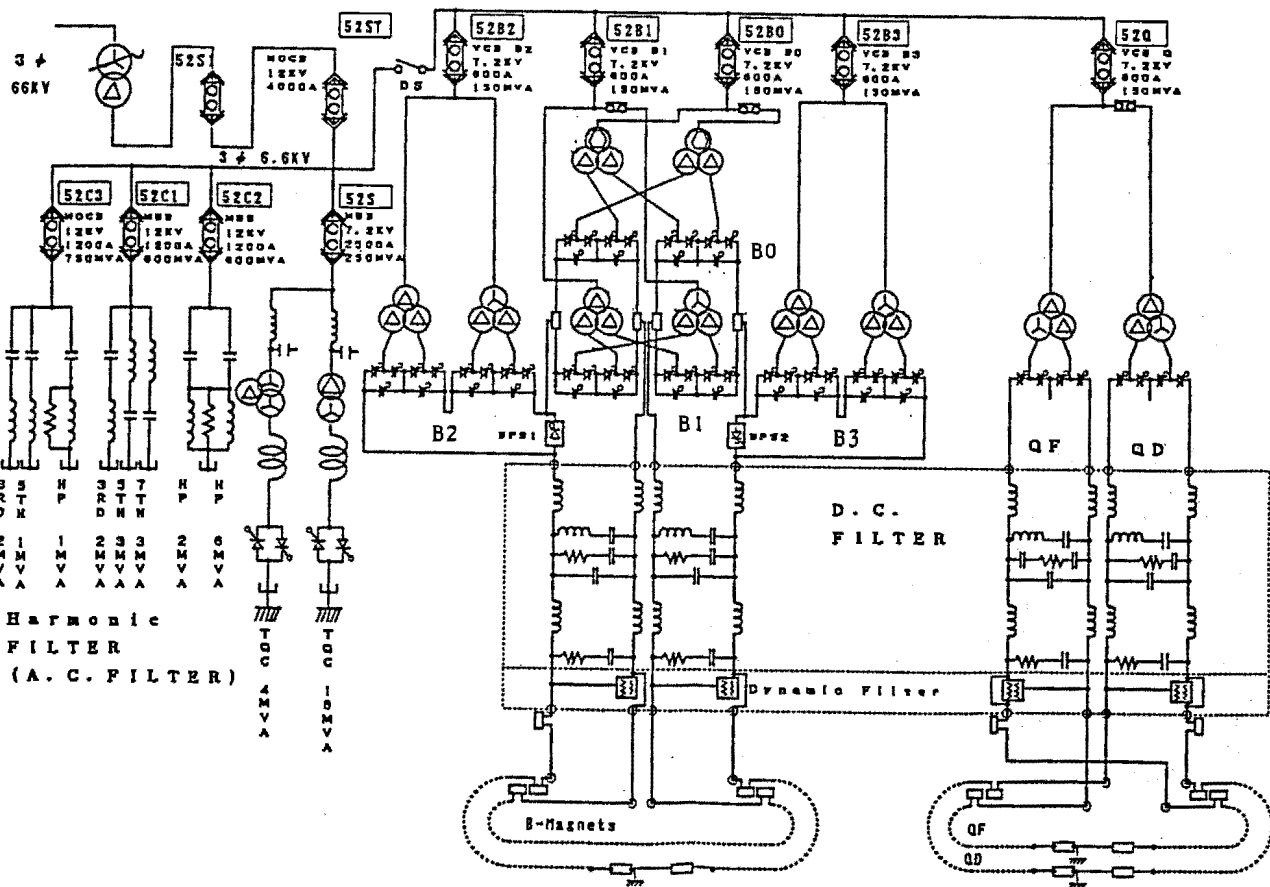 3 φ
66KV
52S1
52ST
MOCB
12KV
4000A
DS
3 φ 6.6KV
52B2
VCB B2
7.2KV
600A
150MVA
52B1
VCB B1
7.2KV
600A
150MVA
52B0
VCB B0
7.2KV
600A
150MVA
52B3
VCB B3
7.2KV
600A
150MVA
52Q
VCB Q
7.2KV
600A
150MVA
52C3
MOCB
12KV
1200A
750MVA
52C1
MBB
12KV
1200A
600MVA
52C2
MBB
12KV
1200A
600MVA
52S
MBB
7.2KV
2500A
250MVA
B0
B1
B2
BPS1
BPS2
B3
QF
QD
3RD 2MVA
5TH 1MVA
HP 1MVA
3RD 2MVA
5TH 3MVA
7TH 3MVA
HP 2MVA
HP 6MVA
Harmonic
FILTER
(A.C.FILTER)
TQC 4MVA
TQC 18MVA
D.C.
FILTER
Dynamic Filter
B-Magnets
QF
QD